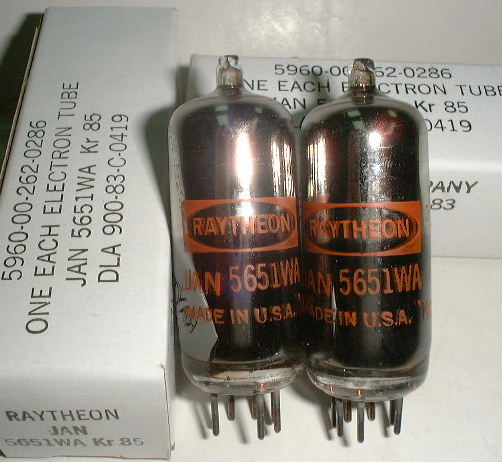 5960-00-262-0286
ONE EACH ELECTRON TUBE
JAN 5651WA Kr 85
DLA 900-83-C-0419
RAYTHEON
JAN
5651WA Kr 85
5960-00-262-0286
ONE EACH ELECTRON TUBE
JAN Kr 85
0419
PANY
83
RAYTHEON
JAN 5651WA
MADE IN U.S.A.
RAYTHEON
JAN 5651WA
MADE IN U.S.A.